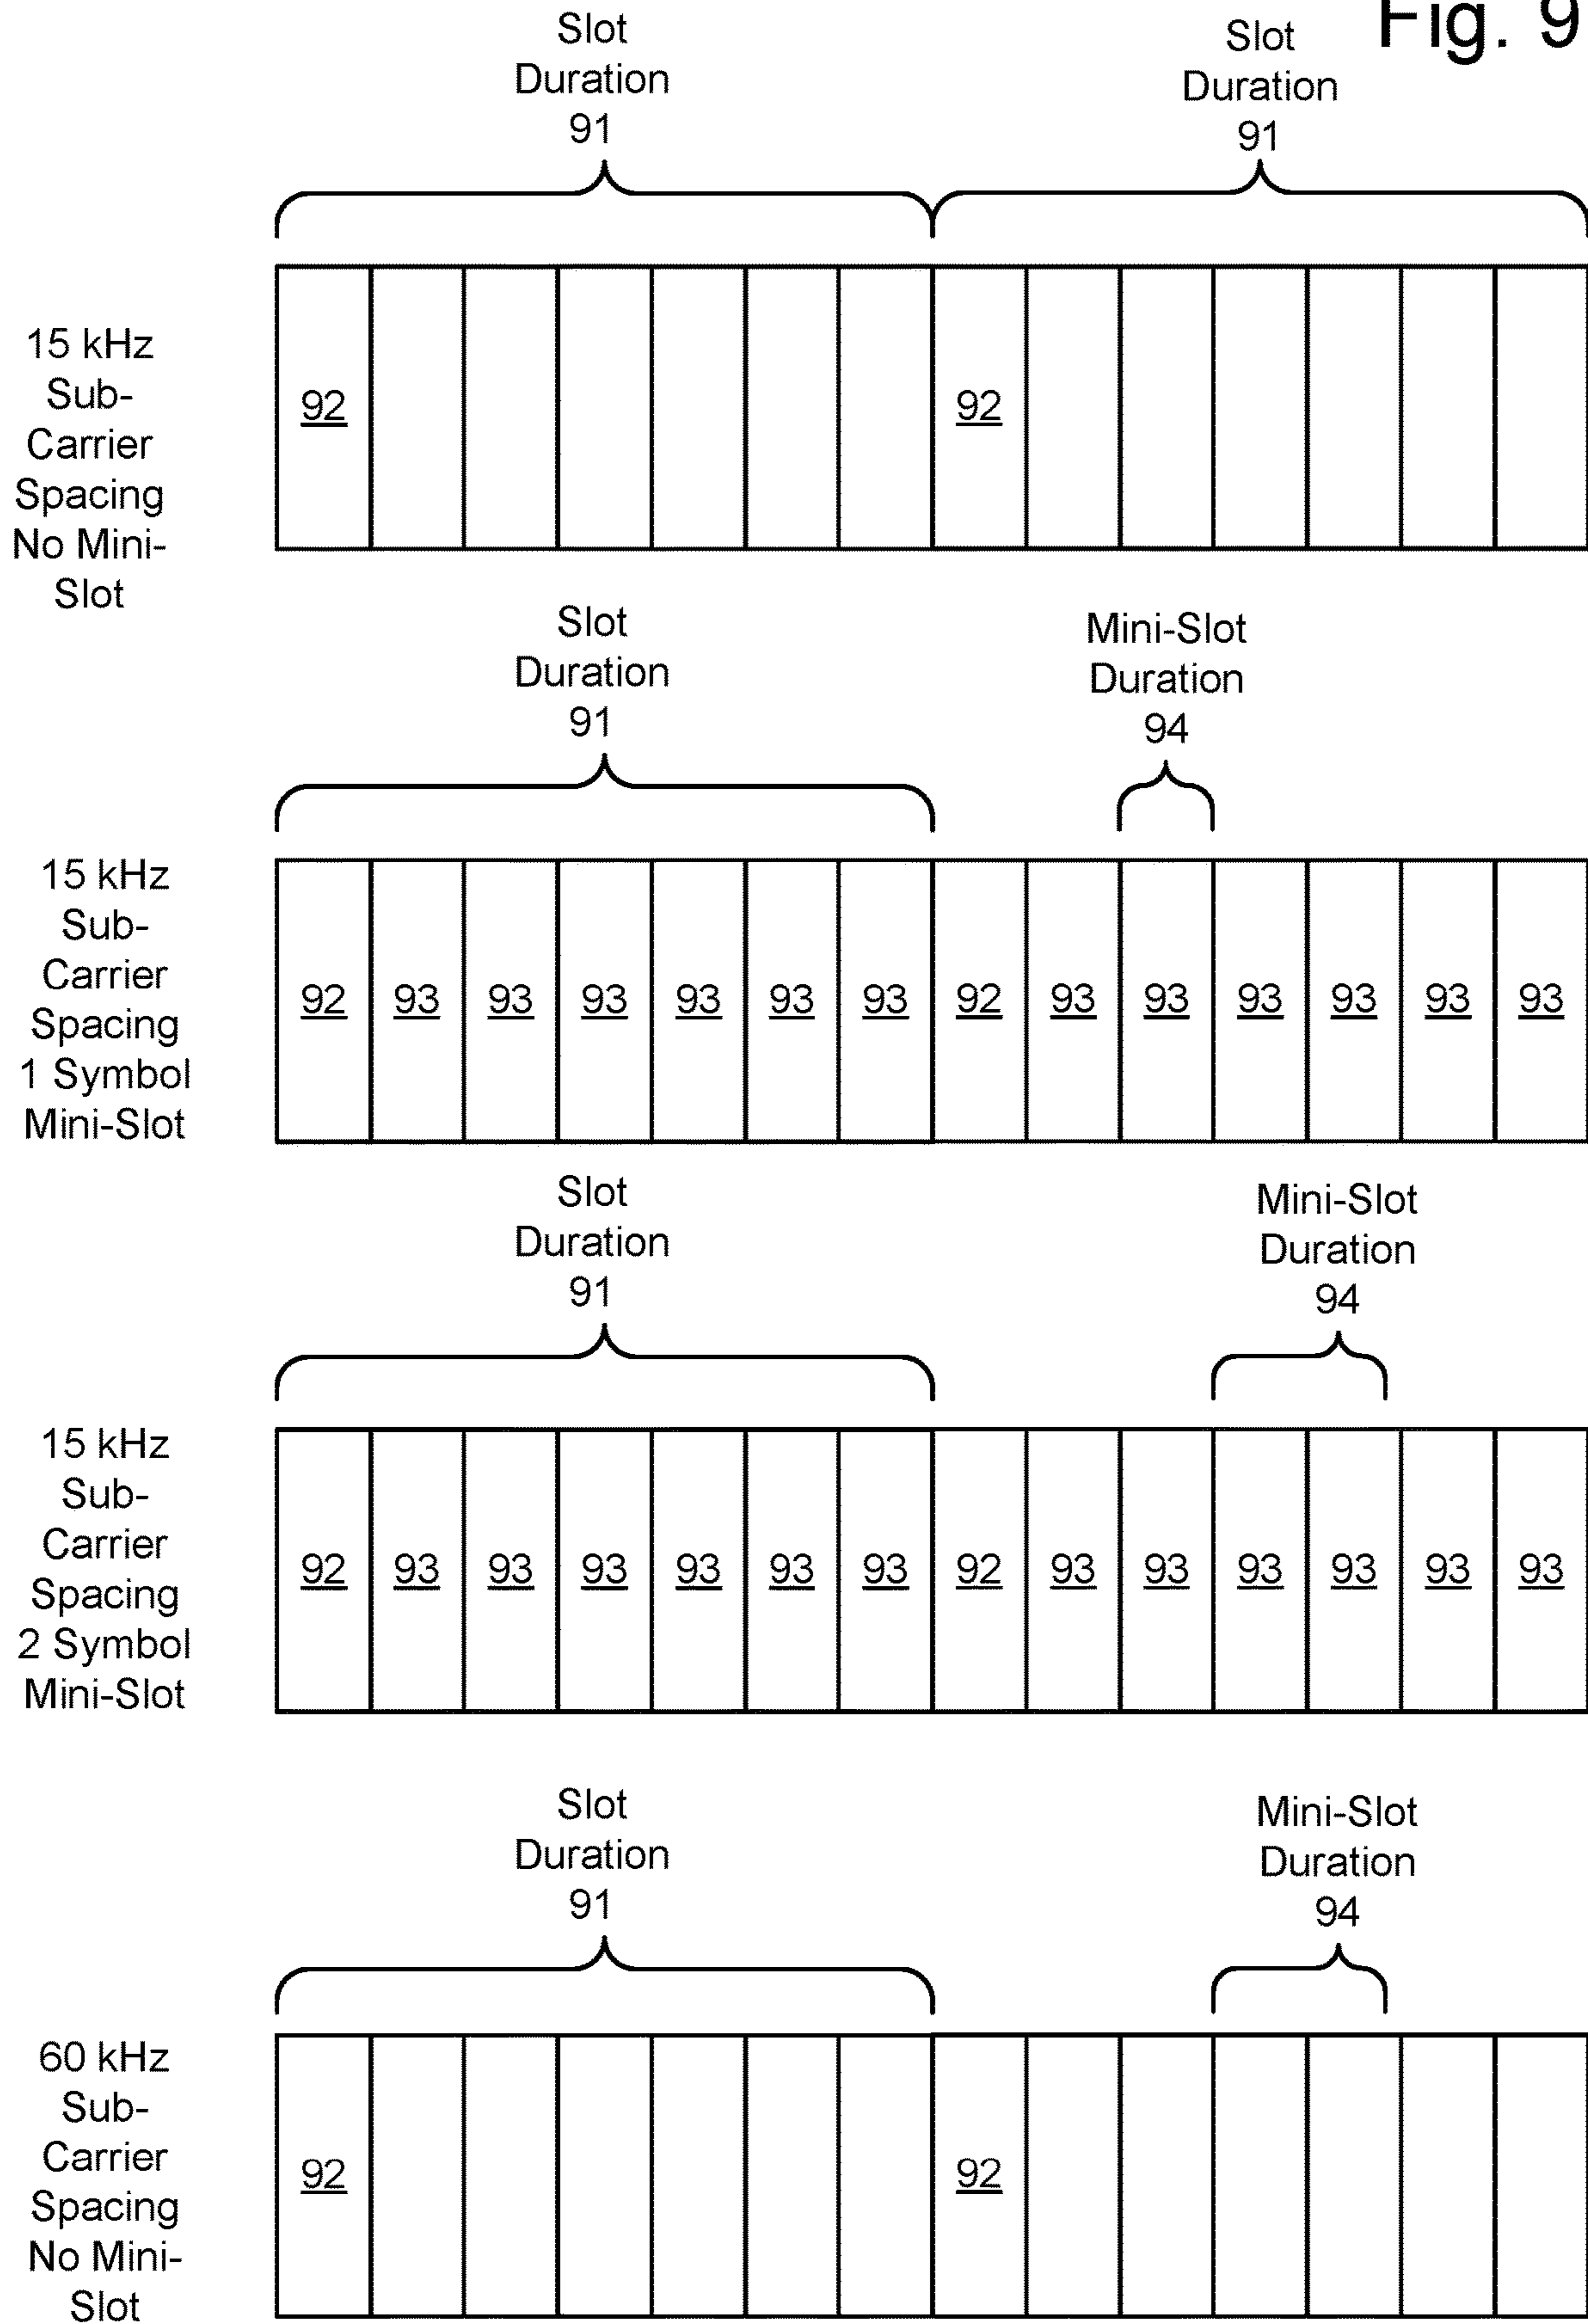 Fig. 9
Slot
Duration
91
Slot
Duration
91
15 kHz
Sub-
Carrier
Spacing
No Mini-
Slot
92
92
Slot
Duration
91
Mini-Slot
Duration
94
15 kHz
Sub-
Carrier
Spacing
1 Symbol
Mini-Slot
92 93 93 93 93 93 93 92 93 93 93 93 93 93
Slot
Duration
91
Mini-Slot
Duration
94
15 kHz
Sub-
Carrier
Spacing
2 Symbol
Mini-Slot
92 93 93 93 93 93 93 92 93 93 93 93 93 93
Slot
Duration
91
Mini-Slot
Duration
94
60 kHz
Sub-
Carrier
Spacing
No Mini-
Slot
92
92